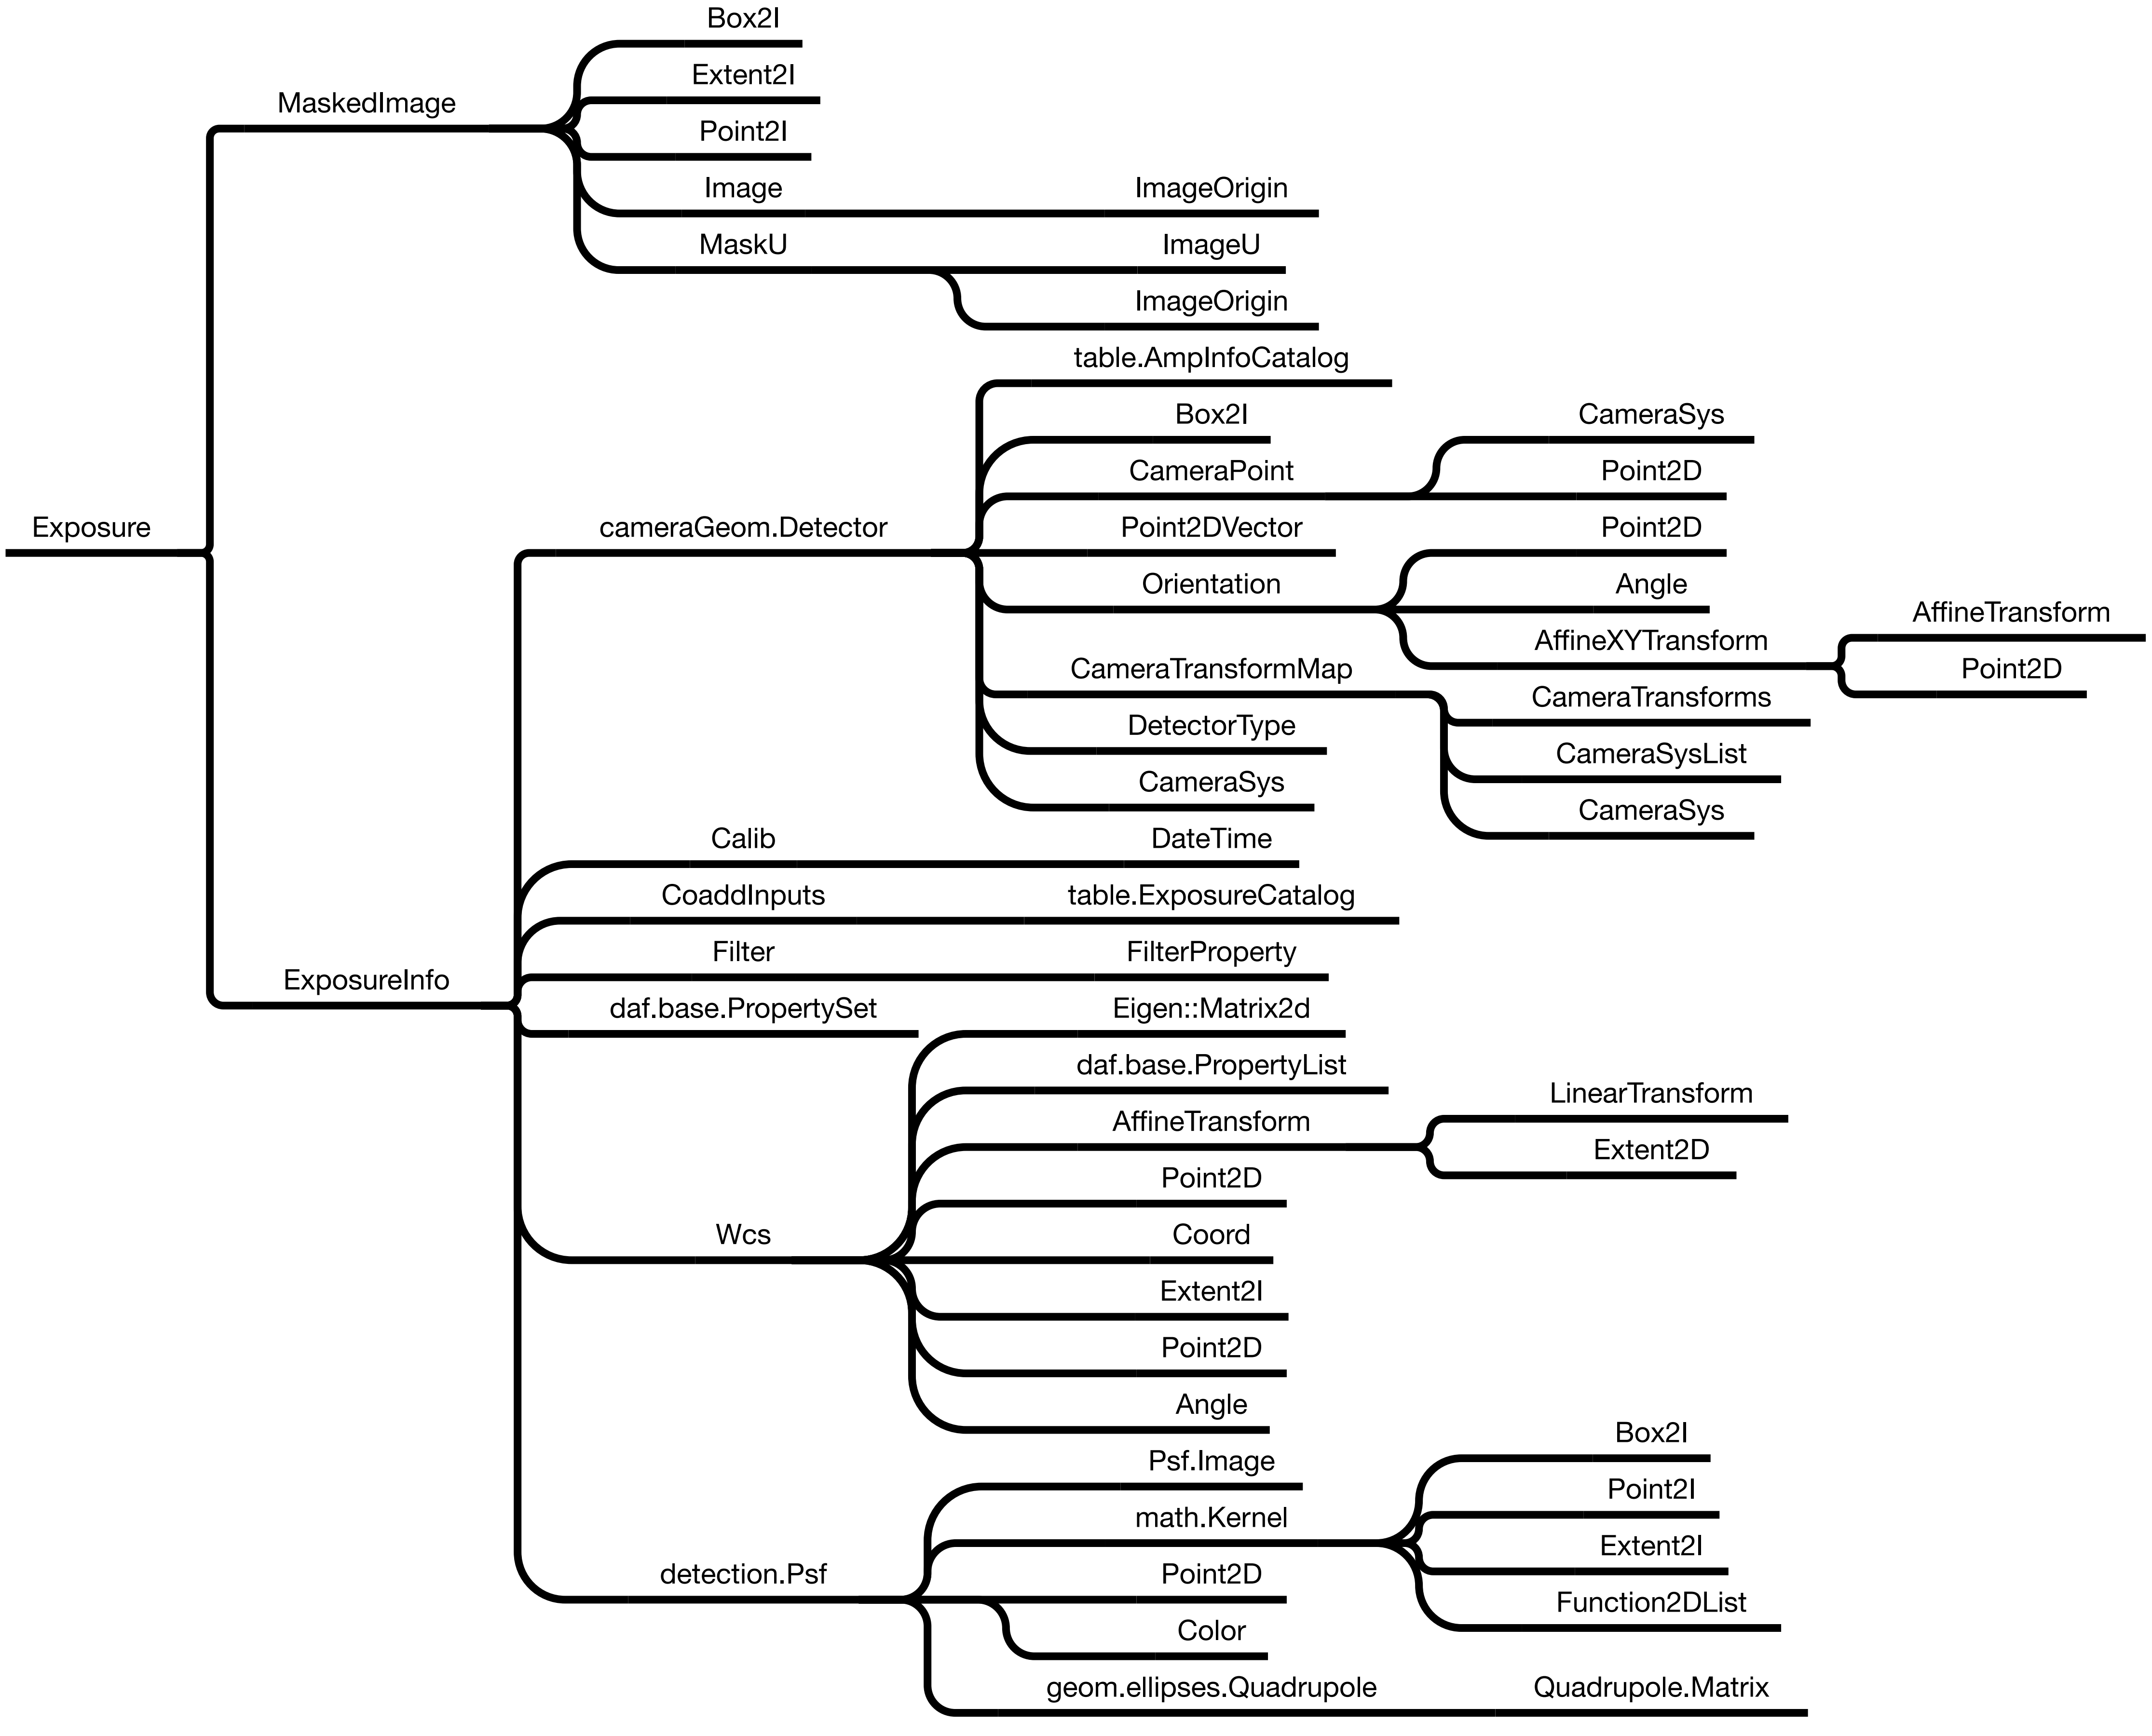 Box2I
Extent2I
MaskedImage
Point2I
Image ImageOrigin
MaskU ImageU
ImageOrigin
table.AmpInfoCatalog
Box2I CameraSys
CameraPoint Point2D
Exposure cameraGeom.Detector Point2DVector Point2D
Orientation Angle
AffineTransform
AffineXYTransform
CameraTransformMap Point2D
CameraTransforms
DetectorType
CameraSysList
CameraSys
CameraSys
Calib DateTime
CoaddInputs table.ExposureCatalog
Filter FilterProperty
ExposureInfo
daf.base.PropertySet Eigen::Matrix2d
daf.base.PropertyList
LinearTransform
AffineTransform
Extent2D
Point2D
Wcs Coord
Extent2I
Point2D
Angle
Box2I
Psf.Image
Point2I
math.Kernel
Extent2I
detection.Psf Point2D
Function2DList
Color
geom.ellipses.Quadrupole Quadrupole.Matrix